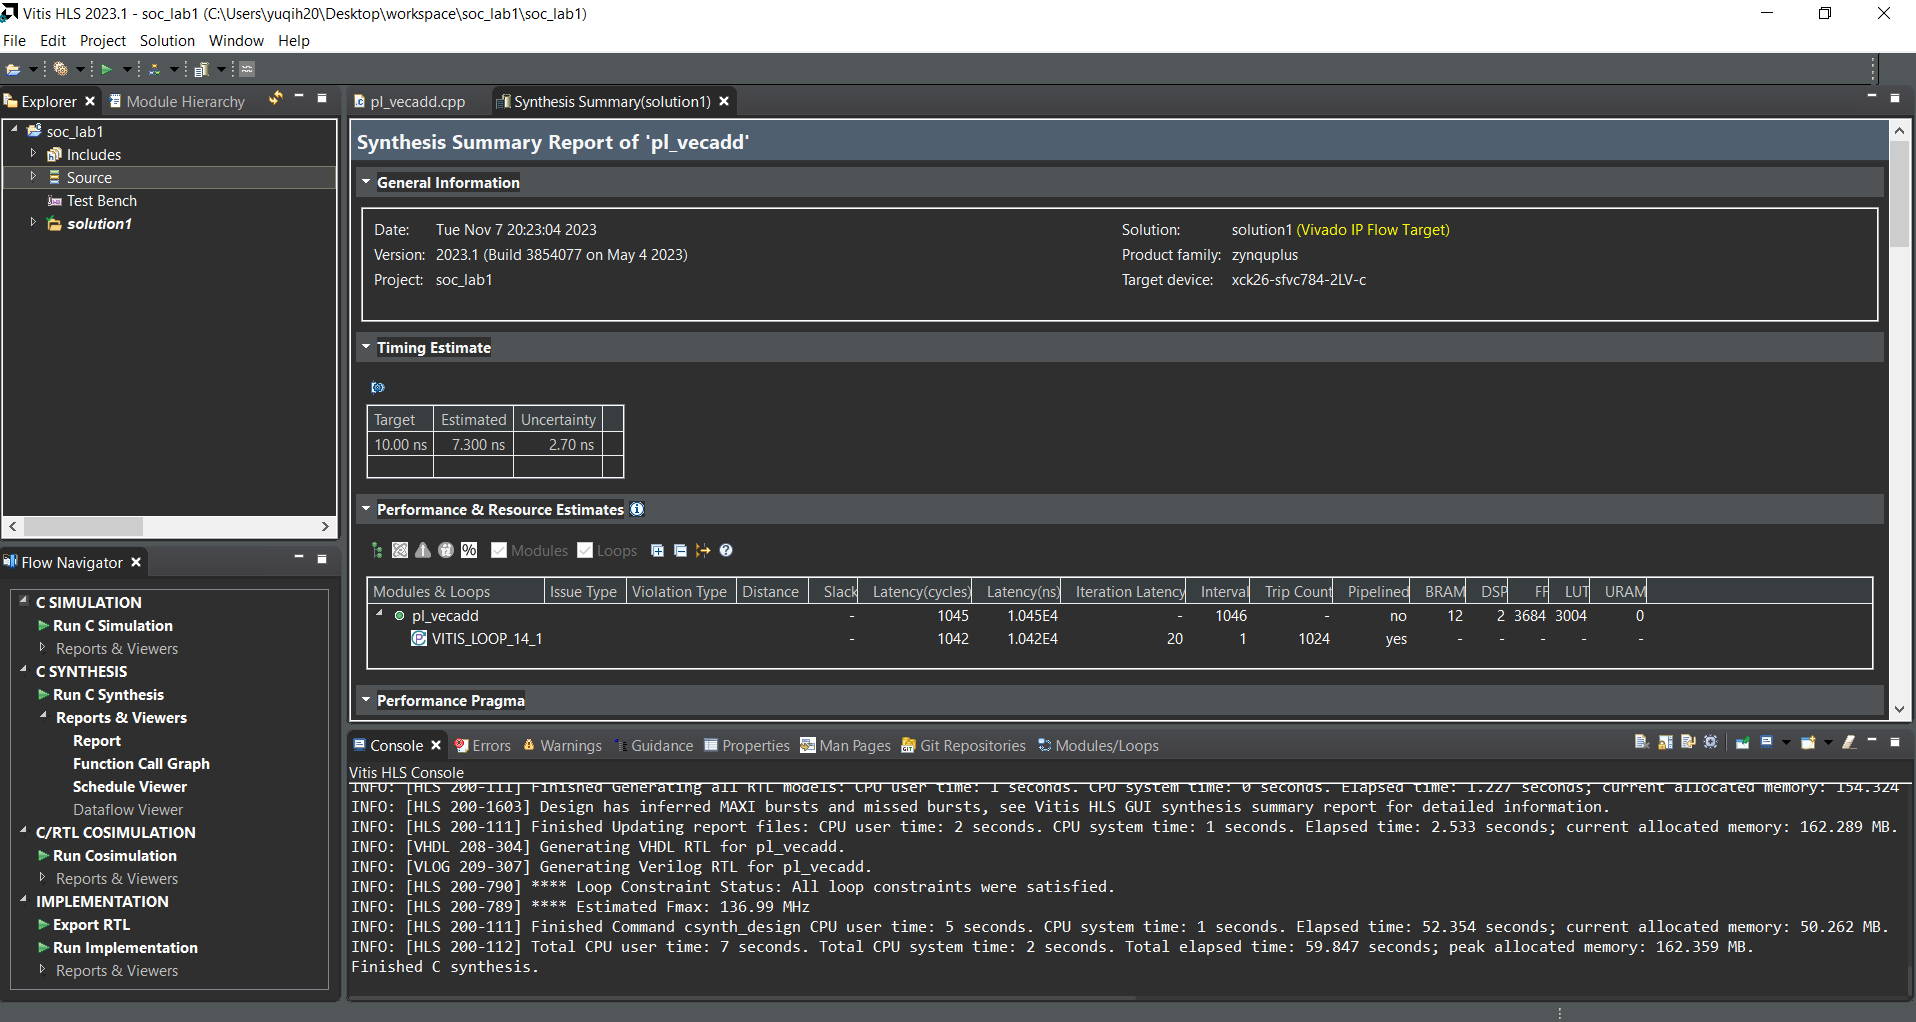 Vitis HLS 2023.1 - soc_lab1 (C:\Users\yuqih20\Desktop\workspace\soc_lab1\soc_lab1)
File Edit Project Solution Window Help
Explorer Module Hierarchy
soc_lab1
Includes
Source
Test Bench
solution1
Flow Navigator
C SIMULATION
Run C Simulation
Reports & Viewers
C SYNTHESIS
Run C Synthesis
Reports & Viewers
Report
Function Call Graph
Schedule Viewer
Dataflow Viewer
C/RTL COSIMULATION
Run Cosimulation
Reports & Viewers
IMPLEMENTATION
Export RTL
Run Implementation
Reports & Viewers
pl_vecadd.cpp Synthesis Summary(solution1)
Synthesis Summary Report of 'pl_vecadd'
General Information
Date: Tue Nov 7 20:23:04 2023 Solution: solution1 (Vivado IP Flow Target)
Version: 2023.1 (Build 3854077 on May 4 2023) Product family: zynquplus
Project: soc_lab1 Target device: xck26-sfvc784-2LV-c
Timing Estimate
Target Estimated Uncertainty
10.00 ns 7.300 ns 2.70 ns
Performance & Resource Estimates
% Modules Loops
Modules & Loops Issue Type Violation Type Distance Slack Latency(cycles) Latency(ns) Iteration Latency Interval Trip Count Pipelined BRAM DSP FF LUT URAM
pl_vecadd - 1045 1.045E4 - 1046 - no 12 2 3684 3004 0
VITIS_LOOP_14_1 - 1042 1.042E4 20 1 1024 yes - - - - -
Performance Pragma
Console Errors Warnings Guidance Properties Man Pages Git Repositories Modules/Loops
Vitis HLS Console
INFO: [HLS 200-111] Finished Generating all RTL models: CPU user time: 1 seconds. CPU system time: 0 seconds. Elapsed time: 1.227 seconds; current allocated memory: 154.324
INFO: [HLS 200-1603] Design has inferred MAXI bursts and missed bursts, see Vitis HLS GUI synthesis summary report for detailed information.
INFO: [HLS 200-111] Finished Updating report files: CPU user time: 2 seconds. CPU system time: 1 seconds. Elapsed time: 2.533 seconds; current allocated memory: 162.289 MB.
INFO: [VHDL 208-304] Generating VHDL RTL for pl_vecadd.
INFO: [VLOG 209-307] Generating Verilog RTL for pl_vecadd.
INFO: [HLS 200-790] **** Loop Constraint Status: All loop constraints were satisfied.
INFO: [HLS 200-789] **** Estimated Fmax: 136.99 MHz
INFO: [HLS 200-111] Finished Command csynth_design CPU user time: 5 seconds. CPU system time: 1 seconds. Elapsed time: 52.354 seconds; current allocated memory: 50.262 MB.
INFO: [HLS 200-112] Total CPU user time: 7 seconds. Total CPU system time: 2 seconds. Total elapsed time: 59.847 seconds; peak allocated memory: 162.359 MB.
Finished C synthesis.